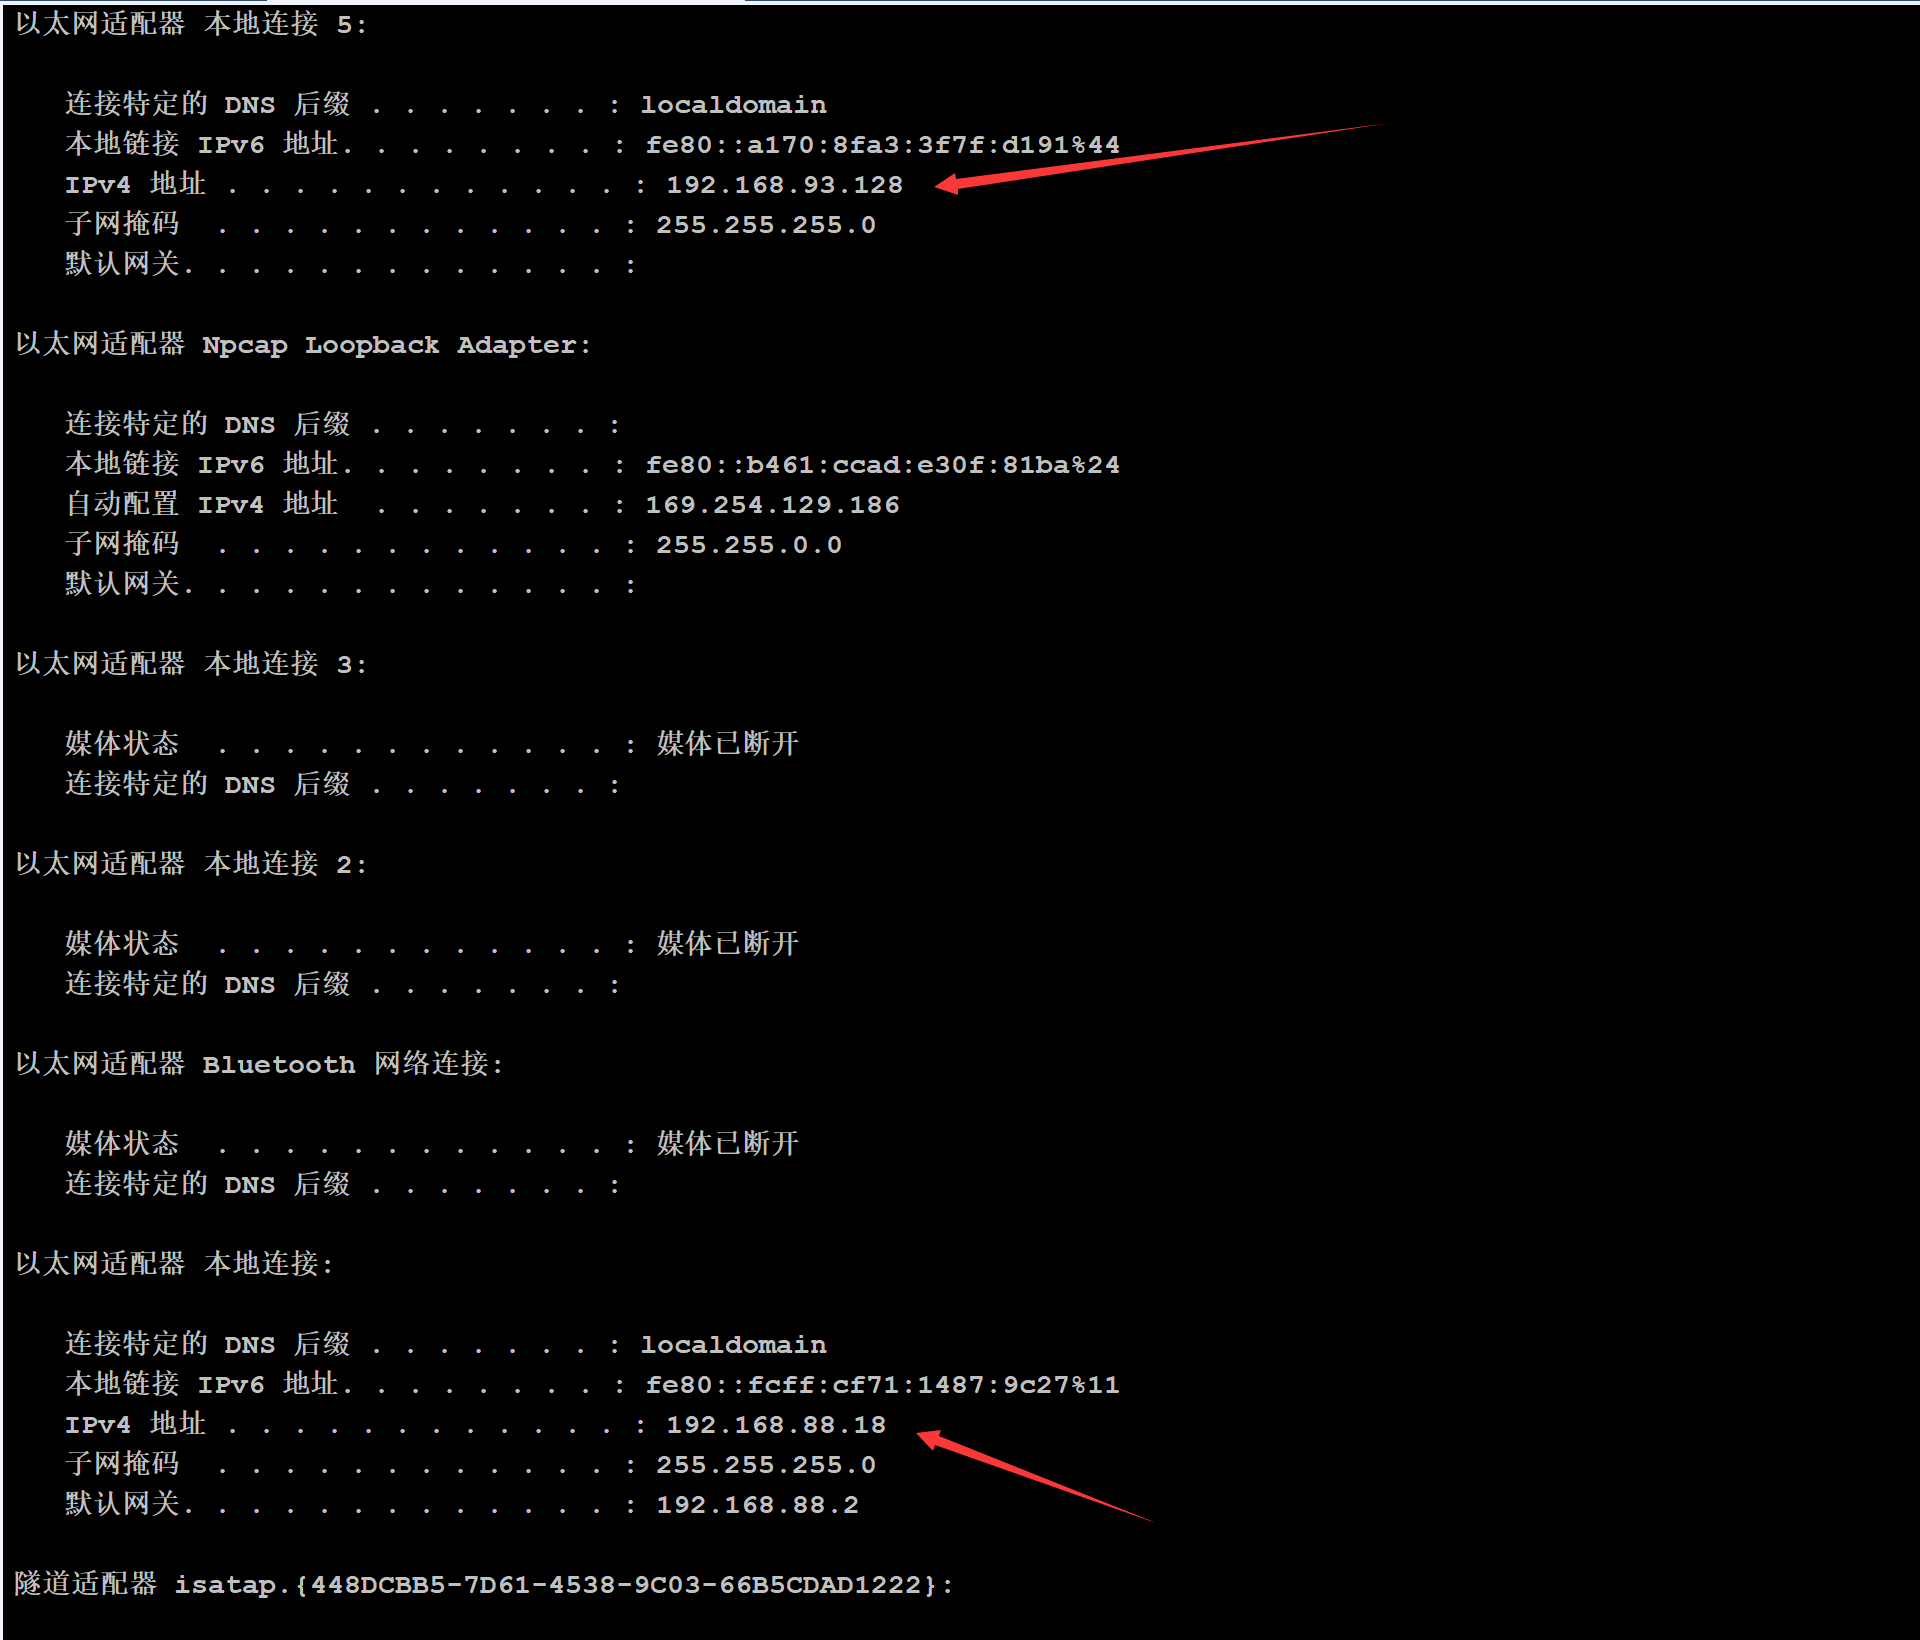 以太网适配器 本地连接 5:
连接特定的 DNS 后缀 . . . . . . . . : localdomain
本地链接 IPv6 地址. . . . . . . . . : fe80::a170:8fa3:3f7f:d191%44
IPv4 地址 . . . . . . . . . . . . . : 192.168.93.128
子网掩码  . . . . . . . . . . . . . : 255.255.255.0
默认网关. . . . . . . . . . . . . . :
以太网适配器 Npcap Loopback Adapter:
连接特定的 DNS 后缀 . . . . . . . :
本地链接 IPv6 地址. . . . . . . . . : fe80::b461:ccad:e30f:81ba%24
自动配置 IPv4 地址  . . . . . . . : 169.254.129.186
子网掩码  . . . . . . . . . . . . : 255.255.0.0
默认网关. . . . . . . . . . . . . . :
以太网适配器 本地连接 3:
媒体状态  . . . . . . . . . . . . : 媒体已断开
连接特定的 DNS 后缀 . . . . . . . :
以太网适配器 本地连接 2:
媒体状态  . . . . . . . . . . . . : 媒体已断开
连接特定的 DNS 后缀 . . . . . . . :
以太网适配器 Bluetooth 网络连接:
媒体状态  . . . . . . . . . . . . : 媒体已断开
连接特定的 DNS 后缀 . . . . . . . :
以太网适配器 本地连接:
连接特定的 DNS 后缀 . . . . . . . : localdomain
本地链接 IPv6 地址. . . . . . . . . : fe80::fcff:cf71:1487:9c27%11
IPv4 地址 . . . . . . . . . . . . : 192.168.88.18
子网掩码  . . . . . . . . . . . . : 255.255.255.0
默认网关. . . . . . . . . . . . . . : 192.168.88.2
隧道适配器 isatap.{448DCBB5-7D61-4538-9C03-66B5CDAD1222}: